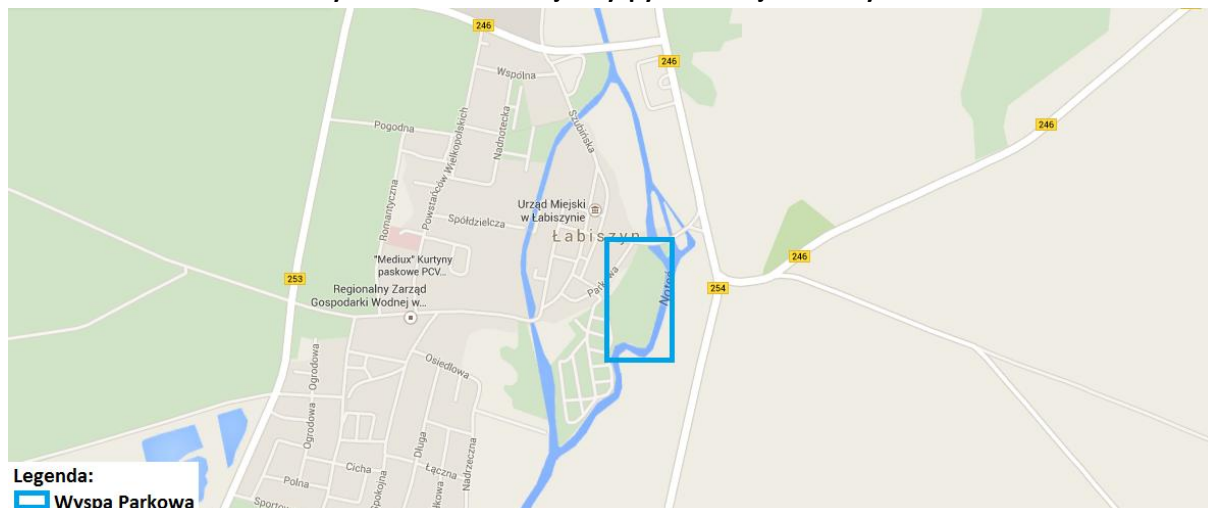 246
Wspólna
246
Pogodna
Nadnotecka
Szubińska
Powstańców Wielkopolskich
246
Romantyczna
Urząd Miejski
w Łabiszynie
Spółdzielcza
Łabiszyn
"Mediux" Kurtyny
paskowe PCV...
246
253
Parkowa
Noteć
254
Regionalny Zarząd
Gospodarki Wodnej w...
Osiedlowa
Ogrodowa
Ogrodowa
Długa
Cicha
Łączna
Nadrzeczna
Polna
Spokojna
Legenda:
Wyspa Parkowa